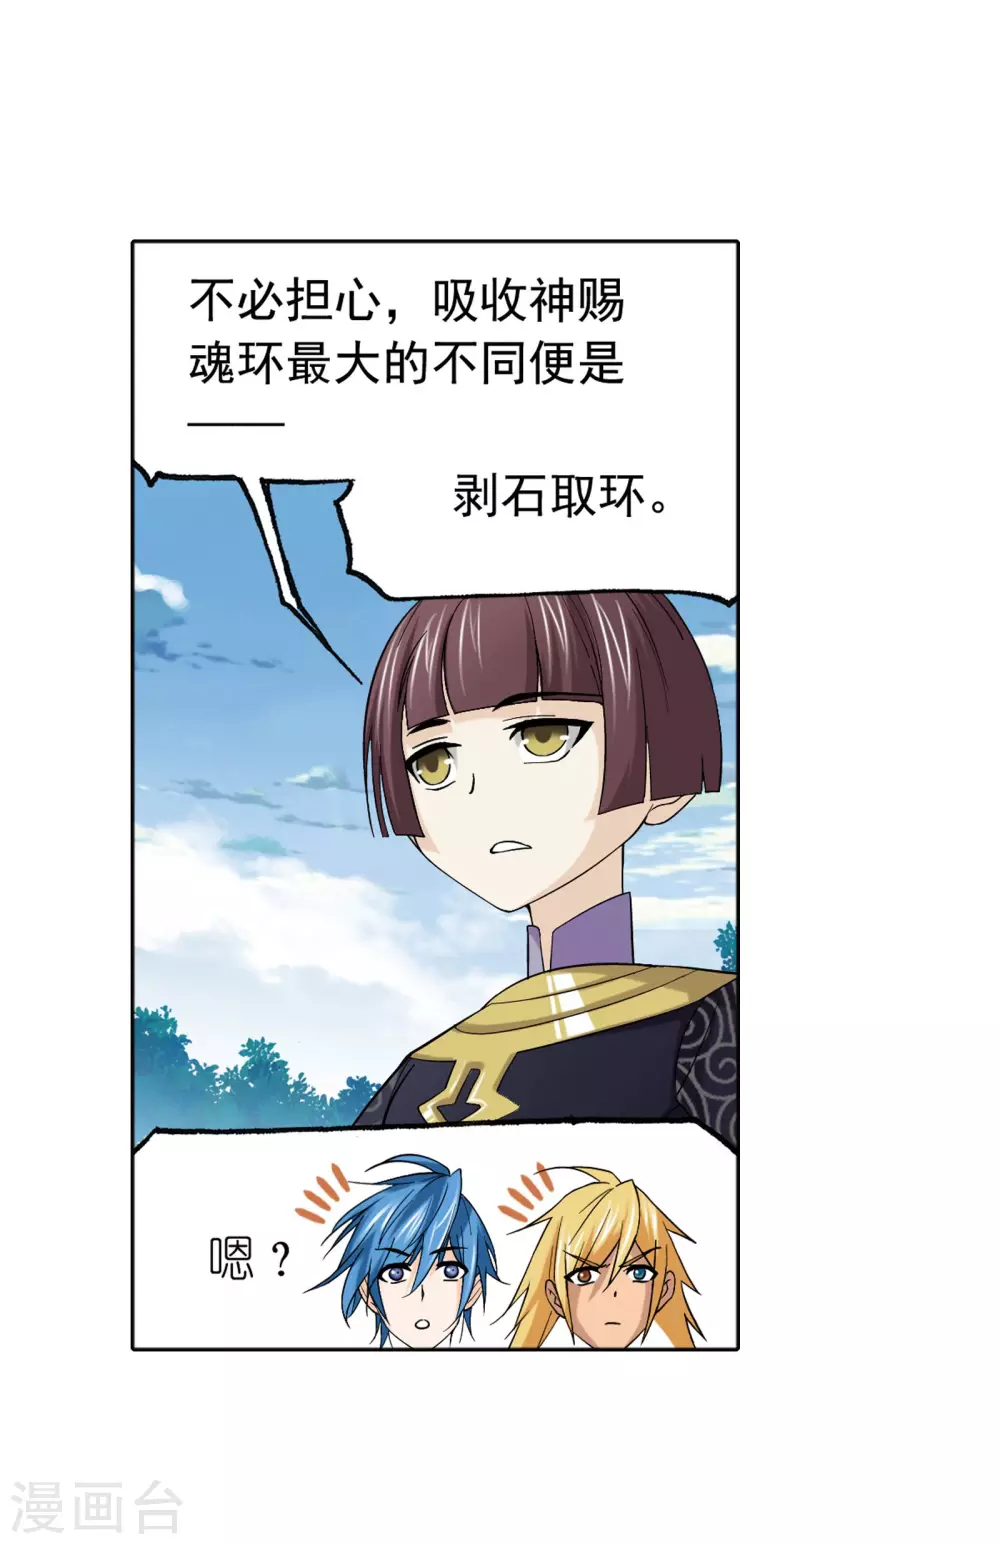 不必担心，吸收神赐
魂环最大的不同便是
——
剥石取环。
嗯？
漫画台